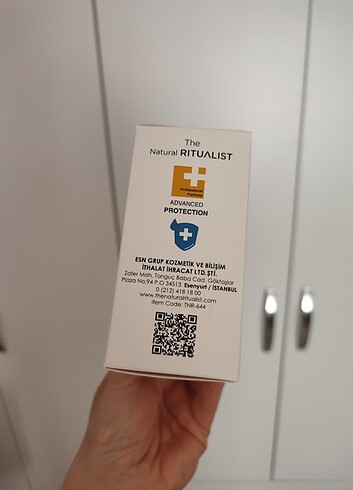 The
Natural RITUALIST
Professional
Formula
ADVANCED
PROTECTION
ESN GRUP KOZMETİK VE BİLİŞİM
İTHALAT İHRACAT LTD.ŞTİ.
Zafer Mah. Tonguç Baba Cad. Göktaşlar
Plaza No:94 P.O 34513 Esenyurt / İSTANBUL
0 (212) 418 18 00
www.thenaturalritualist.com
Item Code: TNR-644